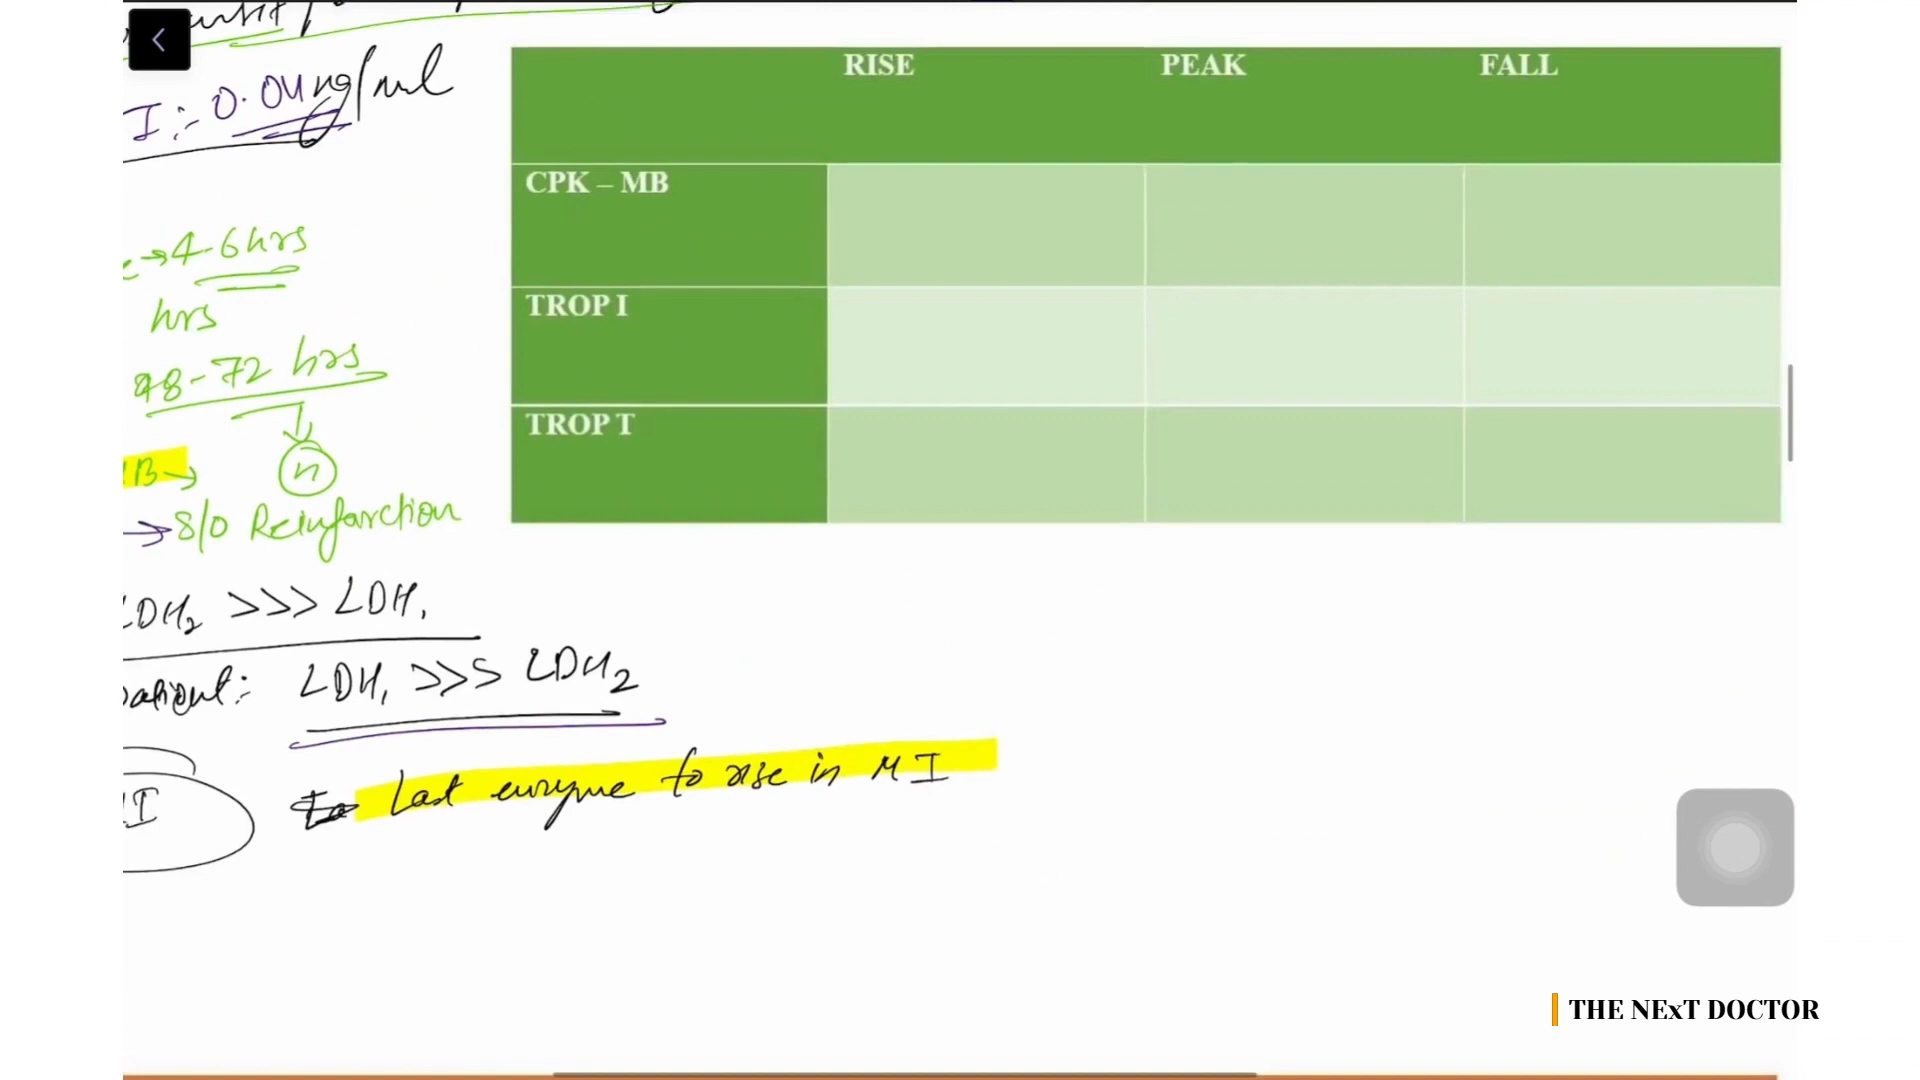 I :- 0.04 ng/ml
→ 4-6 hrs
hrs
48-72 hrs
n
B →
→ S/O Reinfarction
LDH2 >>> LDH1
patient:- LDH1 >>> LDH2
I
Last enzyme to rise in MI
RISE PEAK FALL
CPK – MB
TROP I
TROP T
THE NExT DOCTOR